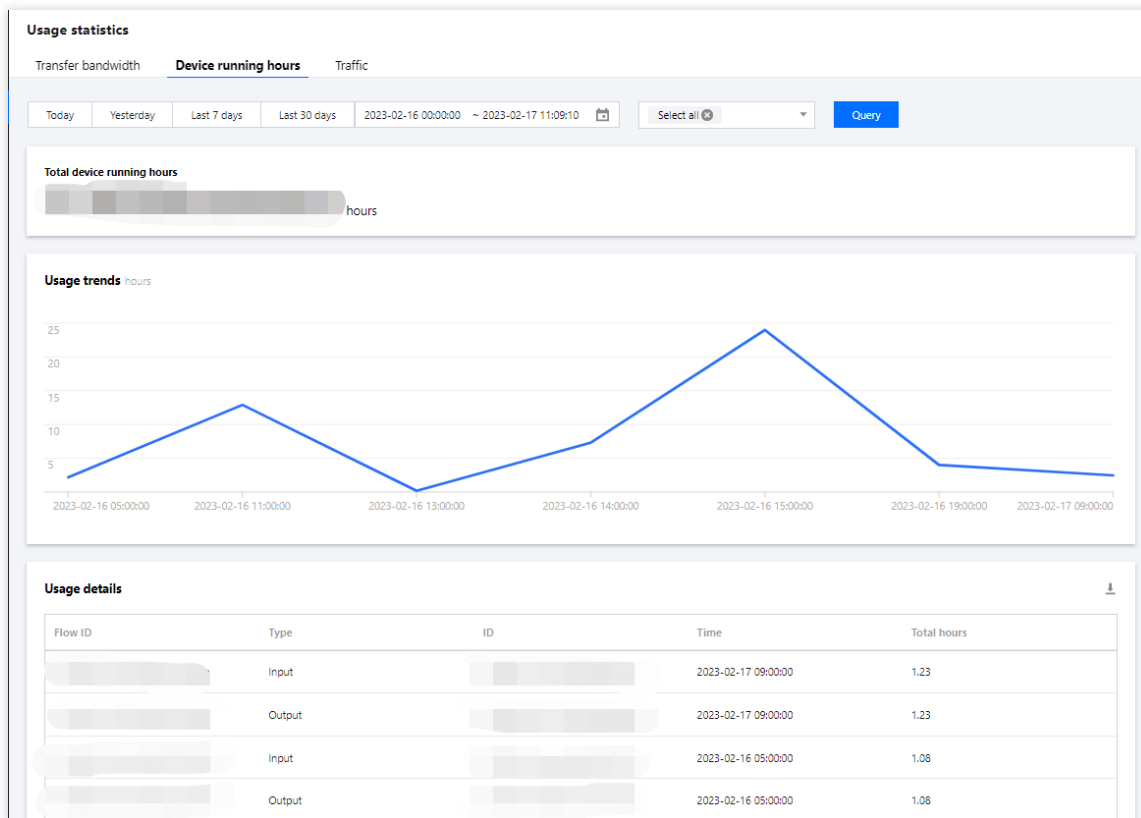 Usage statistics
Transfer bandwidth Device running hours Traffic
Today Yesterday Last 7 days Last 30 days 2023-02-16 00:00:00 ~ 2023-02-17 11:09:10 Select all Query
Total device running hours
hours
Usage trends hours
25
20
15
10
5
2023-02-16 05:00:00 2023-02-16 11:00:00 2023-02-16 13:00:00 2023-02-16 14:00:00 2023-02-16 15:00:00 2023-02-16 19:00:00 2023-02-17 09:00:00
Usage details
Flow ID Type ID Time Total hours
Input 2023-02-17 09:00:00 1.23
Output 2023-02-17 09:00:00 1.23
Input 2023-02-16 05:00:00 1.08
Output 2023-02-16 05:00:00 1.08